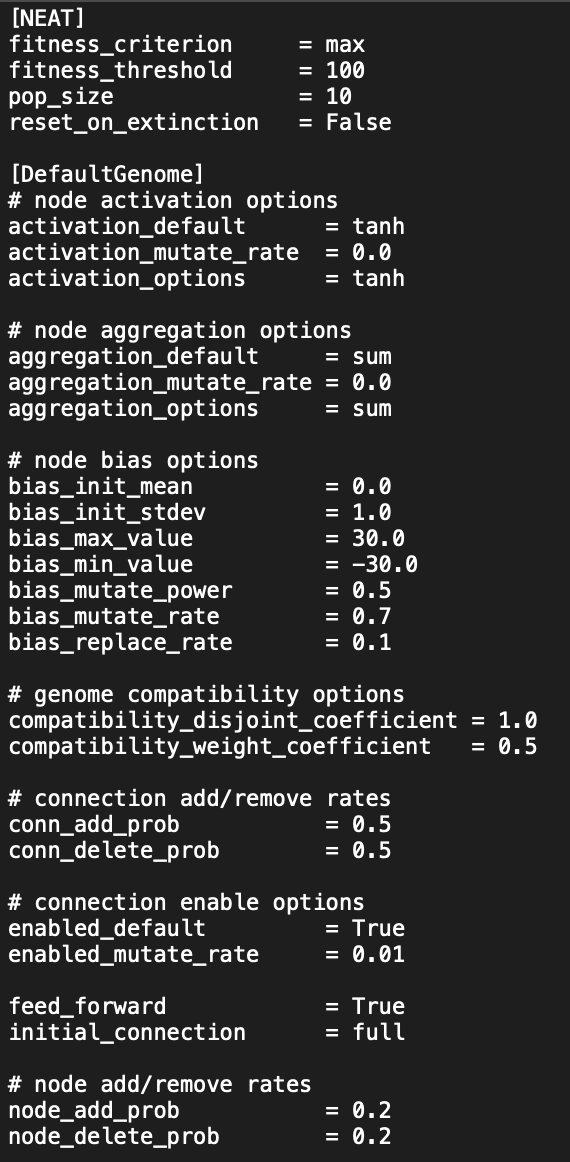 [NEAT]
fitness_criterion     = max
fitness_threshold     = 100
pop_size              = 10
reset_on_extinction   = False

[DefaultGenome]
# node activation options
activation_default      = tanh
activation_mutate_rate  = 0.0
activation_options      = tanh

# node aggregation options
aggregation_default     = sum
aggregation_mutate_rate = 0.0
aggregation_options     = sum

# node bias options
bias_init_mean          = 0.0
bias_init_stdev         = 1.0
bias_max_value          = 30.0
bias_min_value          = -30.0
bias_mutate_power       = 0.5
bias_mutate_rate        = 0.7
bias_replace_rate       = 0.1

# genome compatibility options
compatibility_disjoint_coefficient = 1.0
compatibility_weight_coefficient   = 0.5

# connection add/remove rates
conn_add_prob           = 0.5
conn_delete_prob        = 0.5

# connection enable options
enabled_default         = True
enabled_mutate_rate     = 0.01

feed_forward            = True
initial_connection      = full

# node add/remove rates
node_add_prob           = 0.2
node_delete_prob        = 0.2